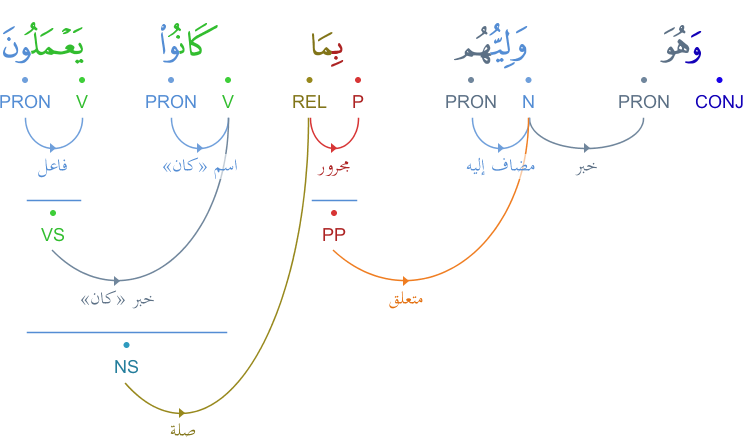 وَهُوَ وَلِيُّهُم بِمَا كَانُوا۟ يَعْمَلُونَ
CONJ PRON N PRON P REL V PRON V PRON
خبر مضاف إليه مجرور اسم «كان» فاعل
PP VS
متعلق خبر «كان»
NS
صلة